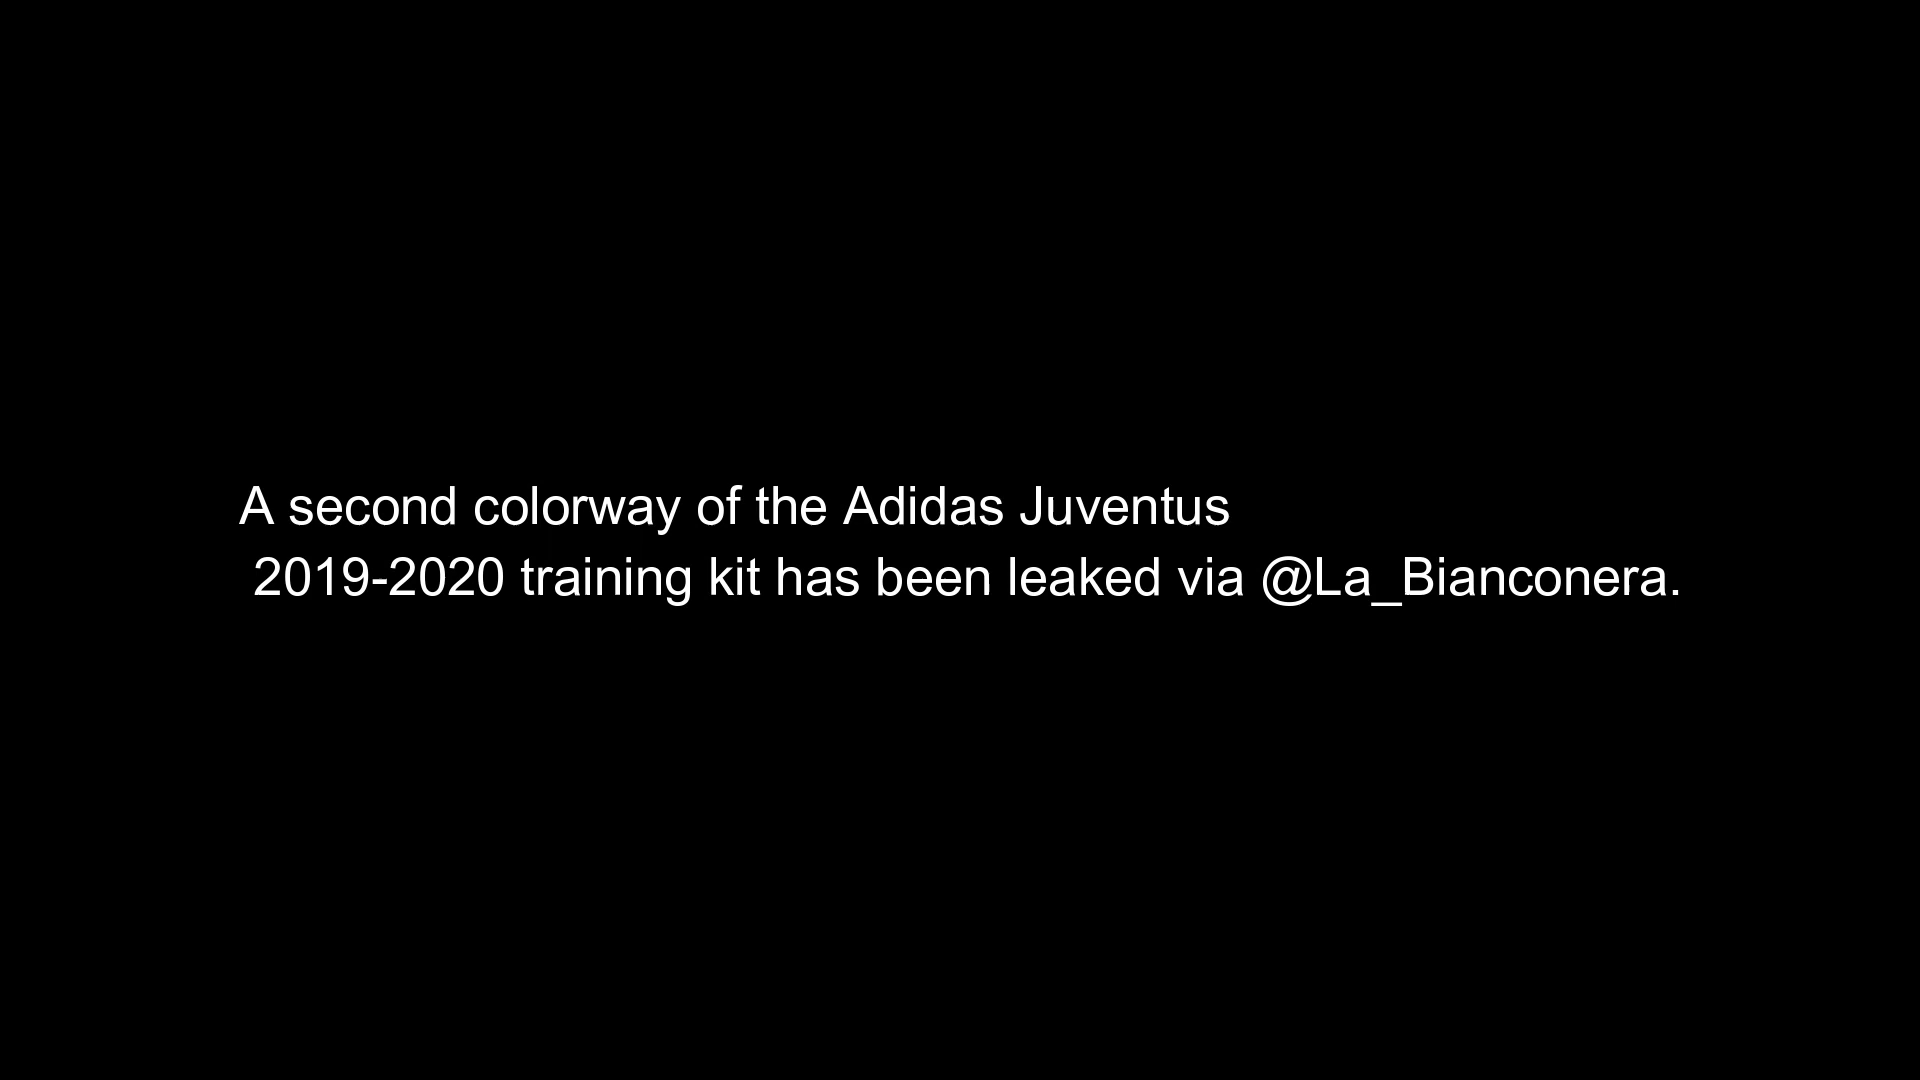 A second colorway of the Adidas Juventus
2019-2020 training kit has been leaked via @La_Bianconera.